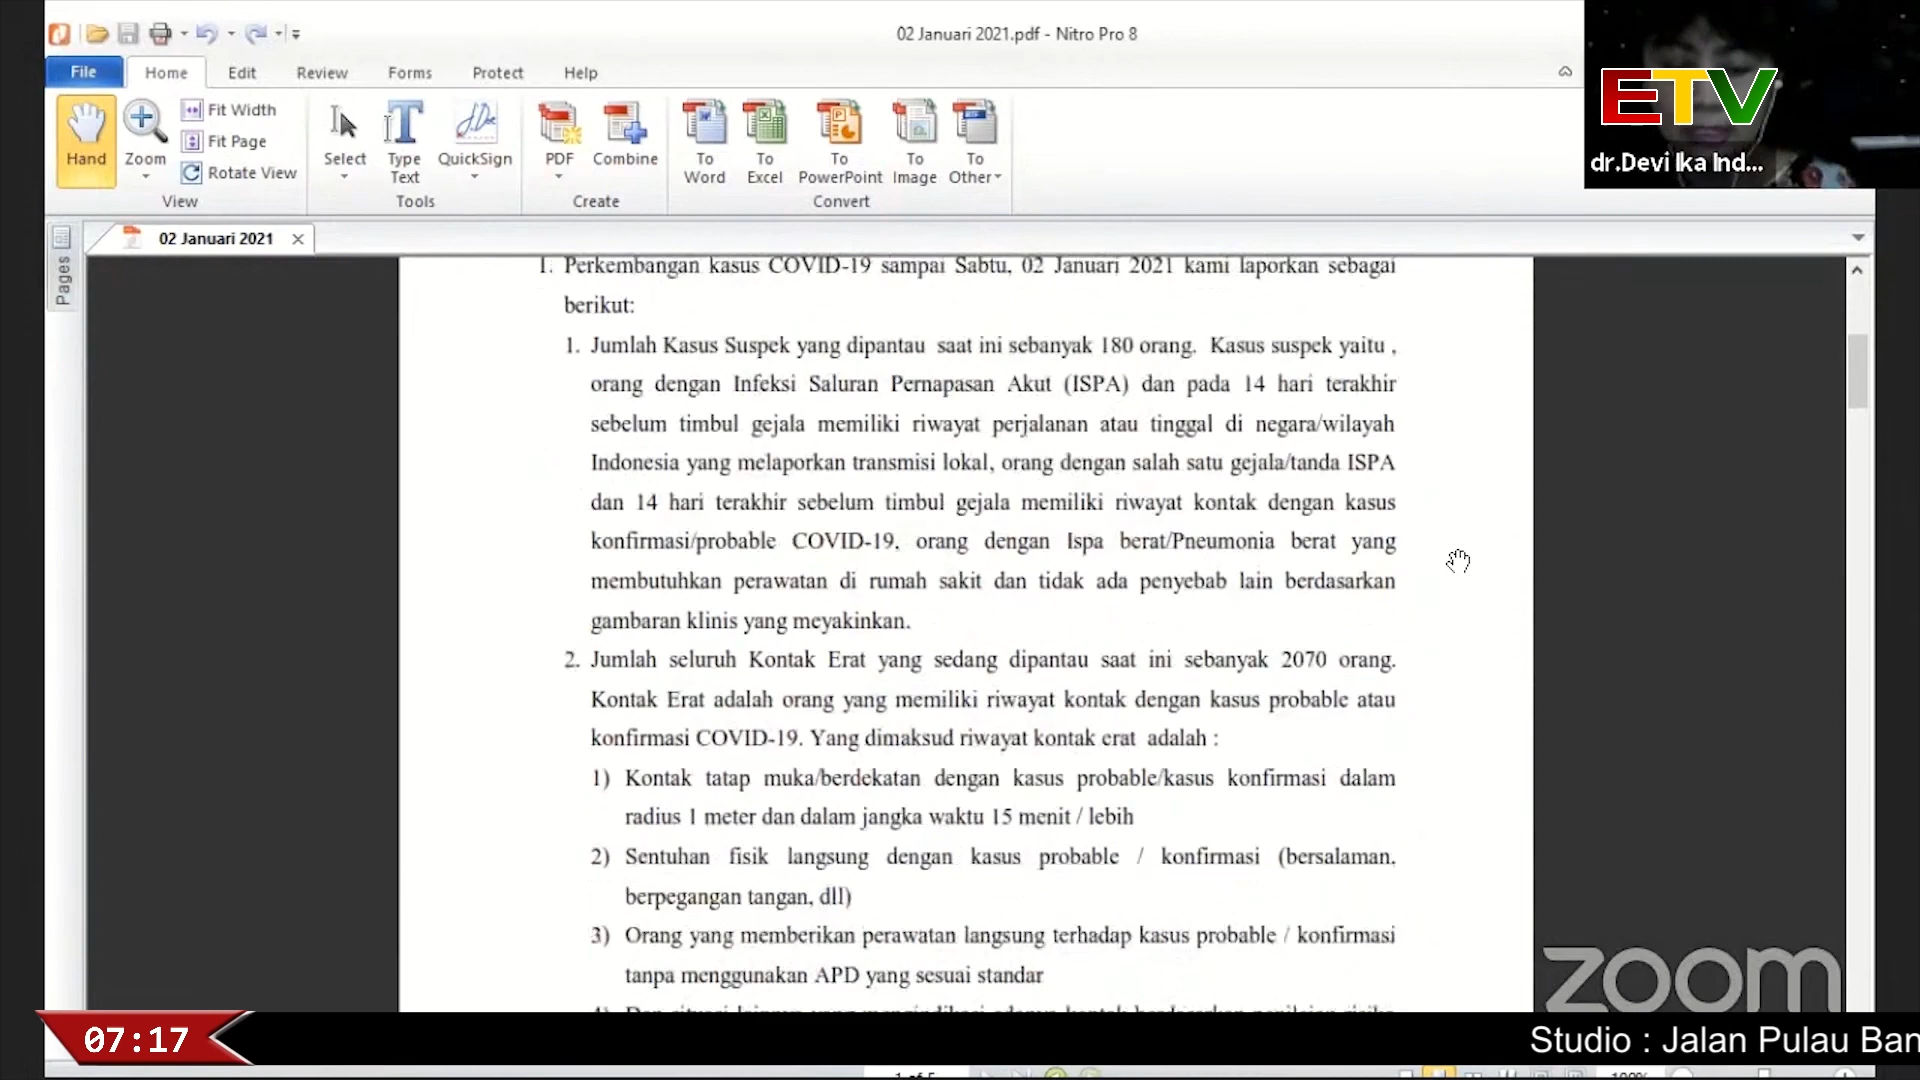 02 Januari 2021.pdf - Nitro Pro 8
File Home Edit Review Forms Protect Help
Hand
Zoom
Fit Width
Fit Page
Rotate View
View
Select
Type Text
QuickSign
Tools
PDF
Combine
Create
To Word
To Excel
To PowerPoint
To Image
To Other
Convert
ETV
dr.Devi Ika Ind...
02 Januari 2021
Pages
1. Perkembangan kasus COVID-19 sampai Sabtu, 02 Januari 2021 kami laporkan sebagai
berikut:
1. Jumlah Kasus Suspek yang dipantau saat ini sebanyak 180 orang. Kasus suspek yaitu ,
orang dengan Infeksi Saluran Pernapasan Akut (ISPA) dan pada 14 hari terakhir
sebelum timbul gejala memiliki riwayat perjalanan atau tinggal di negara/wilayah
Indonesia yang melaporkan transmisi lokal, orang dengan salah satu gejala/tanda ISPA
dan 14 hari terakhir sebelum timbul gejala memiliki riwayat kontak dengan kasus
konfirmasi/probable COVID-19, orang dengan Ispa berat/Pneumonia berat yang
membutuhkan perawatan di rumah sakit dan tidak ada penyebab lain berdasarkan
gambaran klinis yang meyakinkan.
2. Jumlah seluruh Kontak Erat yang sedang dipantau saat ini sebanyak 2070 orang.
Kontak Erat adalah orang yang memiliki riwayat kontak dengan kasus probable atau
konfirmasi COVID-19. Yang dimaksud riwayat kontak erat adalah :
1) Kontak tatap muka/berdekatan dengan kasus probable/kasus konfirmasi dalam
radius 1 meter dan dalam jangka waktu 15 menit / lebih
2) Sentuhan fisik langsung dengan kasus probable / konfirmasi (bersalaman,
berpegangan tangan, dll)
3) Orang yang memberikan perawatan langsung terhadap kasus probable / konfirmasi
tanpa menggunakan APD yang sesuai standar
zoom
07:17
Studio : Jalan Pulau Ban